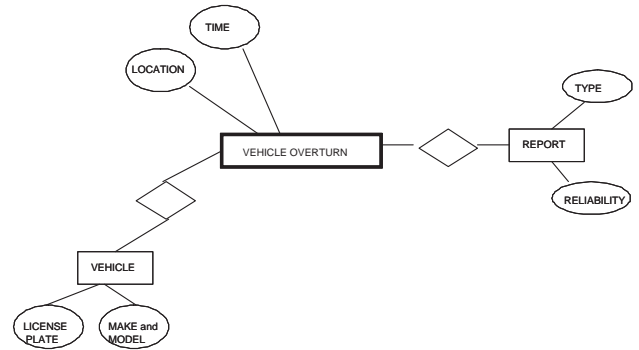 TIME
LOCATION
TYPE
VEHICLE OVERTURN
REPORT
RELIABILITY
VEHICLE
LICENSE
PLATE
MAKE and
MODEL